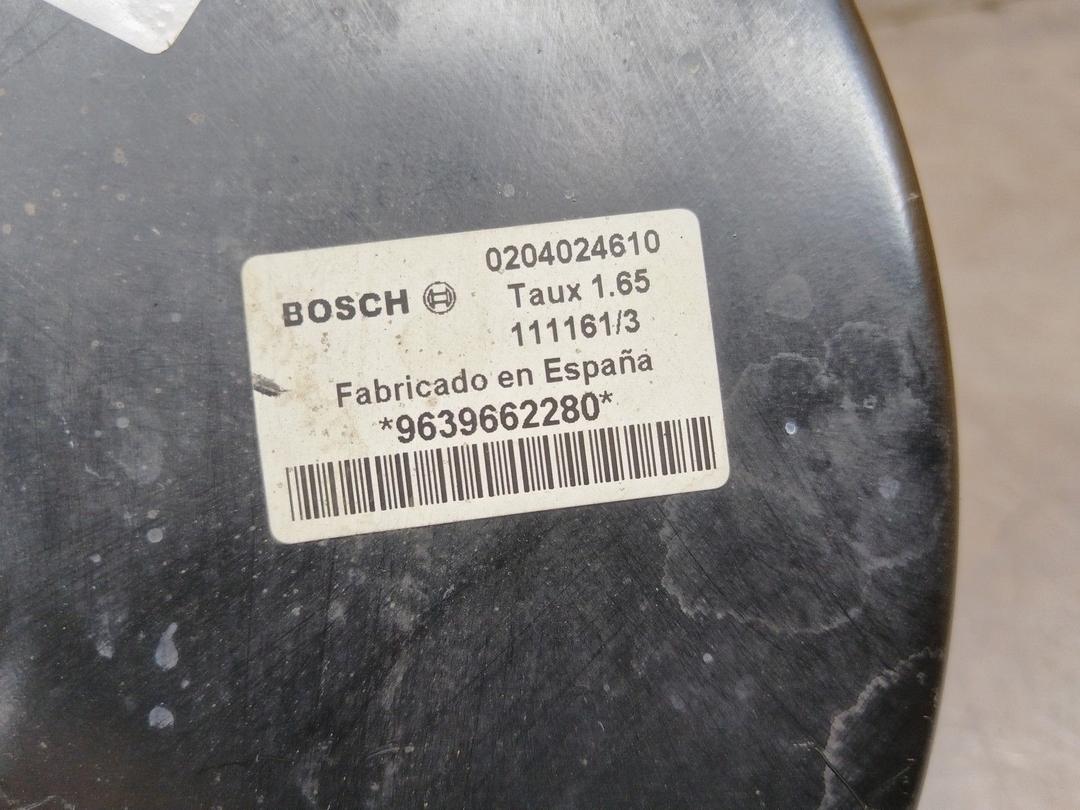 0204024610
BOSCH Taux 1.65
111161/3
Fabricado en España
*9639662280*